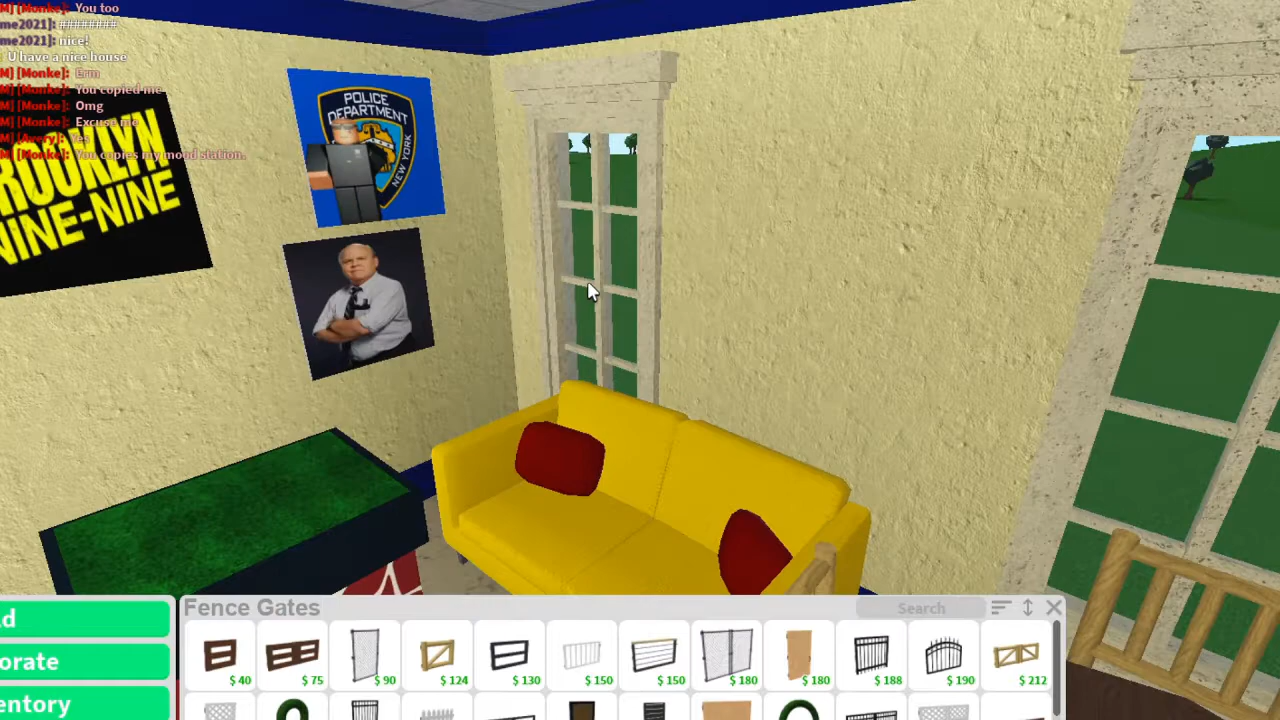 M] [Monke]: You too
me2021]: #######
me2021]: nice!
U have a nice house
M] [Monke]: Erm
M] [Monke]: You copied me
M] [Monke]: Omg
M] [Monke]: Excuse me
M] [Avery]: Yes
M] [Monke]: You copies my mood station.
ROOKLYN
NINE-NINE
POLICE
DEPARTMENT
NEW YORK
d
orate
entory
Fence Gates
Search
$ 40
$ 75
$ 90
$ 124
$ 130
$ 150
$ 150
$ 180
$ 180
$ 188
$ 190
$ 212